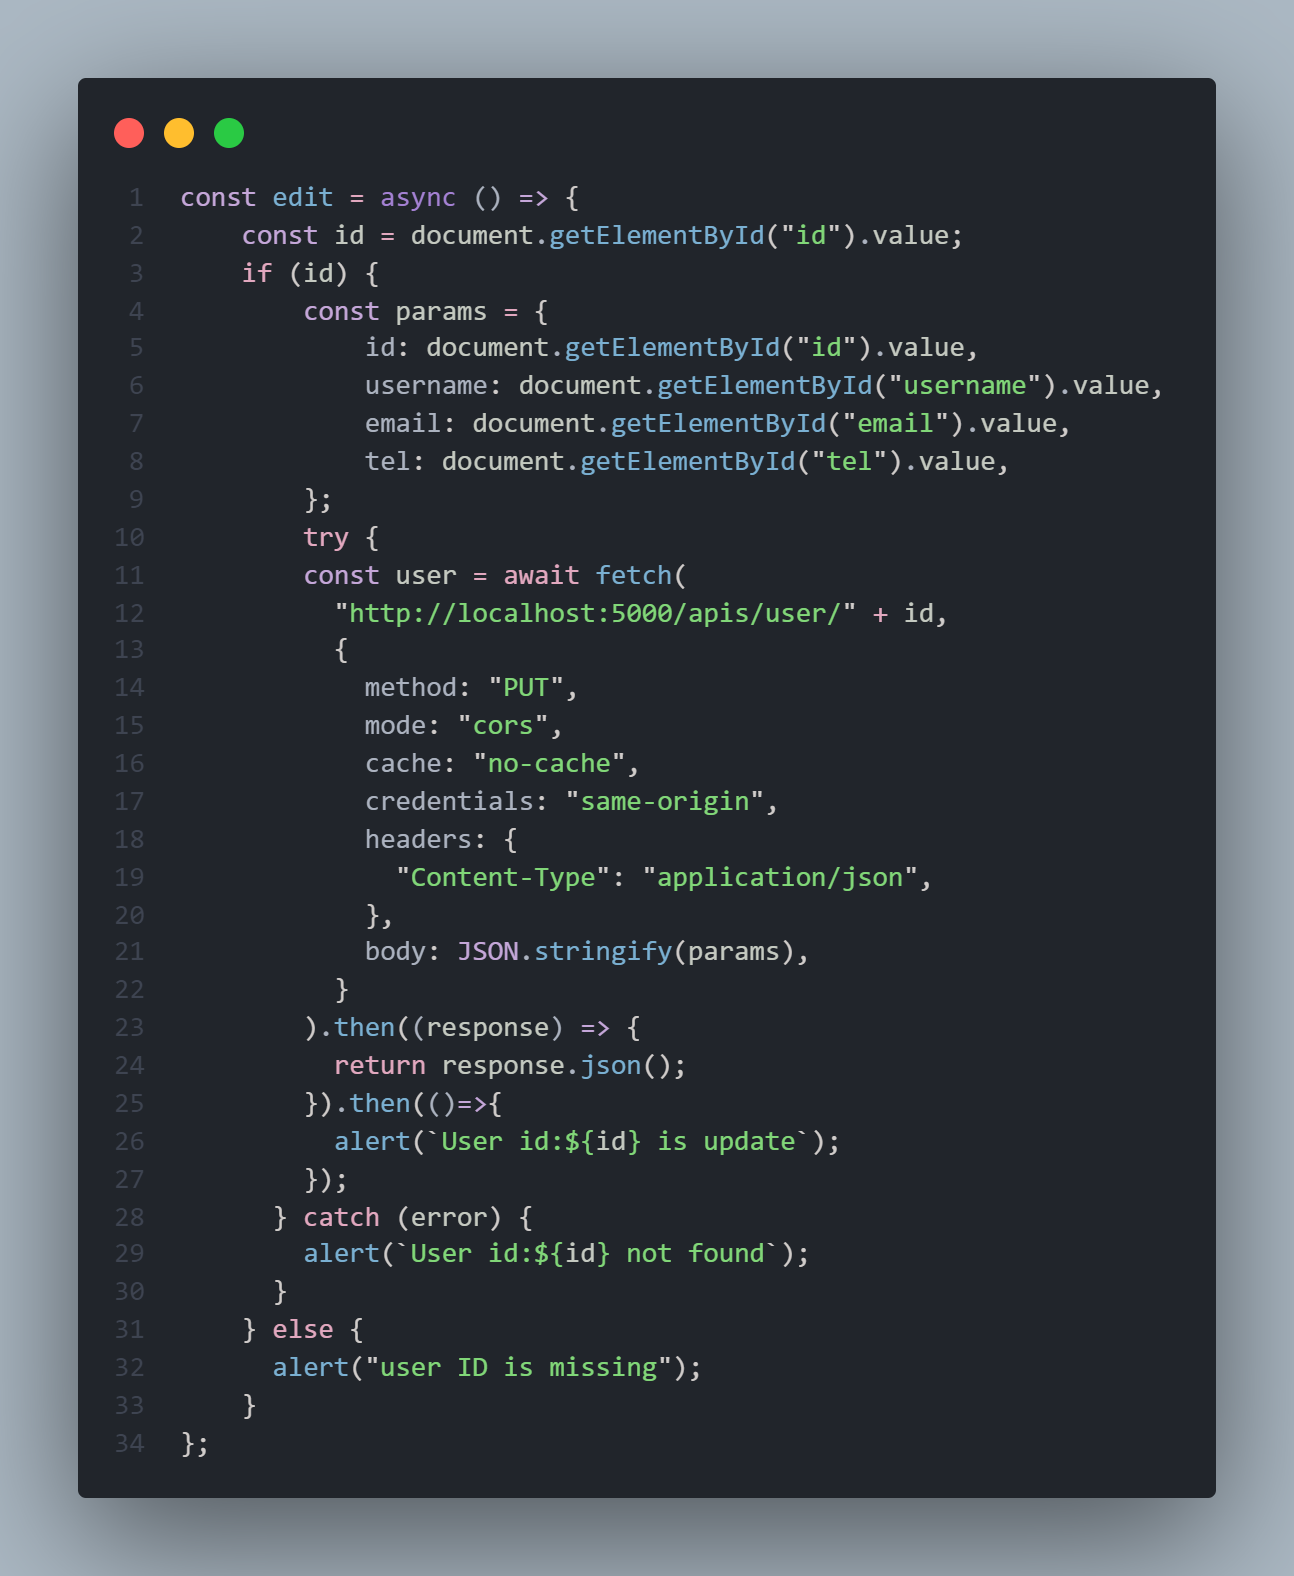 1 const edit = async () => {
2     const id = document.getElementById("id").value;
3     if (id) {
4         const params = {
5             id: document.getElementById("id").value,
6             username: document.getElementById("username").value,
7             email: document.getElementById("email").value,
8             tel: document.getElementById("tel").value,
9         };
10         try {
11         const user = await fetch(
12           "http://localhost:5000/apis/user/" + id,
13           {
14             method: "PUT",
15             mode: "cors",
16             cache: "no-cache",
17             credentials: "same-origin",
18             headers: {
19               "Content-Type": "application/json",
20             },
21             body: JSON.stringify(params),
22           }
23         ).then((response) => {
24           return response.json();
25         }).then(()=>{
26           alert(`User id:${id} is update`);
27         });
28       } catch (error) {
29         alert(`User id:${id} not found`);
30       }
31     } else {
32       alert("user ID is missing");
33     }
34 };